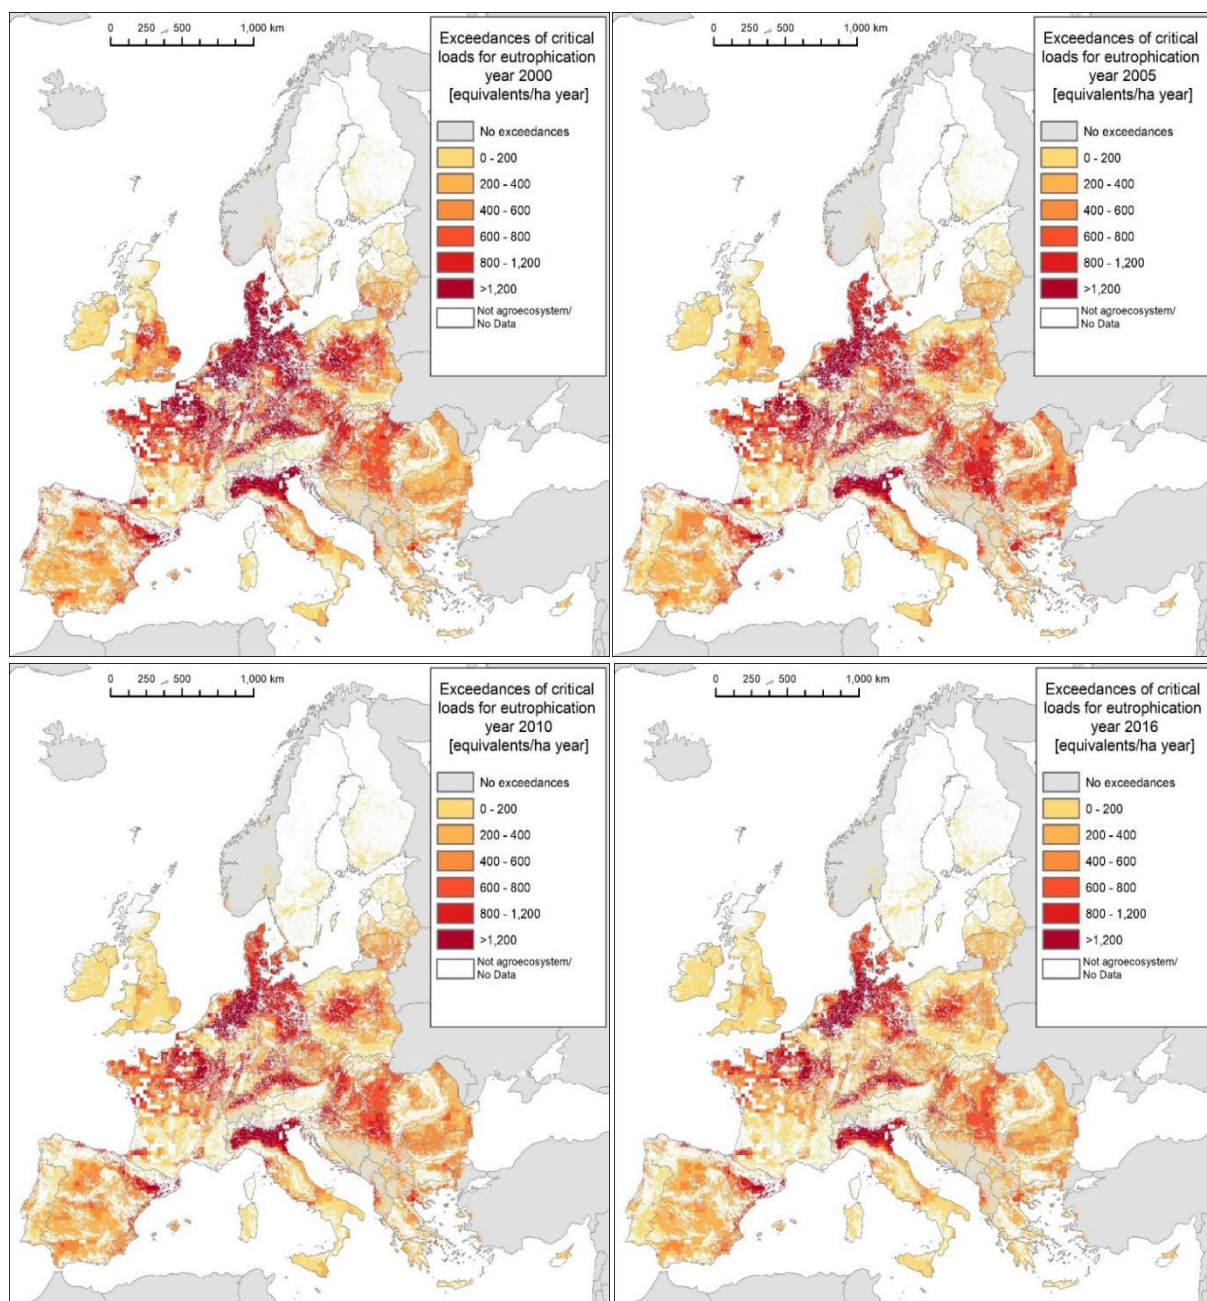 0 250 500 1,000 km
Exceedances of critical
loads for eutrophication
year 2000
[equivalents/ha year]
No exceedances
0 - 200
200 - 400
400 - 600
600 - 800
800 - 1,200
>1,200
Not agroecosystem/
No Data
0 250 500 1,000 km
Exceedances of critical
loads for eutrophication
year 2005
[equivalents/ha year]
No exceedances
0 - 200
200 - 400
400 - 600
600 - 800
800 - 1,200
>1,200
Not agroecosystem/
No Data
0 250 500 1,000 km
Exceedances of critical
loads for eutrophication
year 2010
[equivalents/ha year]
No exceedances
0 - 200
200 - 400
400 - 600
600 - 800
800 - 1,200
>1,200
Not agroecosystem/
No Data
0 250 500 1,000 km
Exceedances of critical
loads for eutrophication
year 2016
[equivalents/ha year]
No exceedances
0 - 200
200 - 400
400 - 600
600 - 800
800 - 1,200
>1,200
Not agroecosystem/
No Data